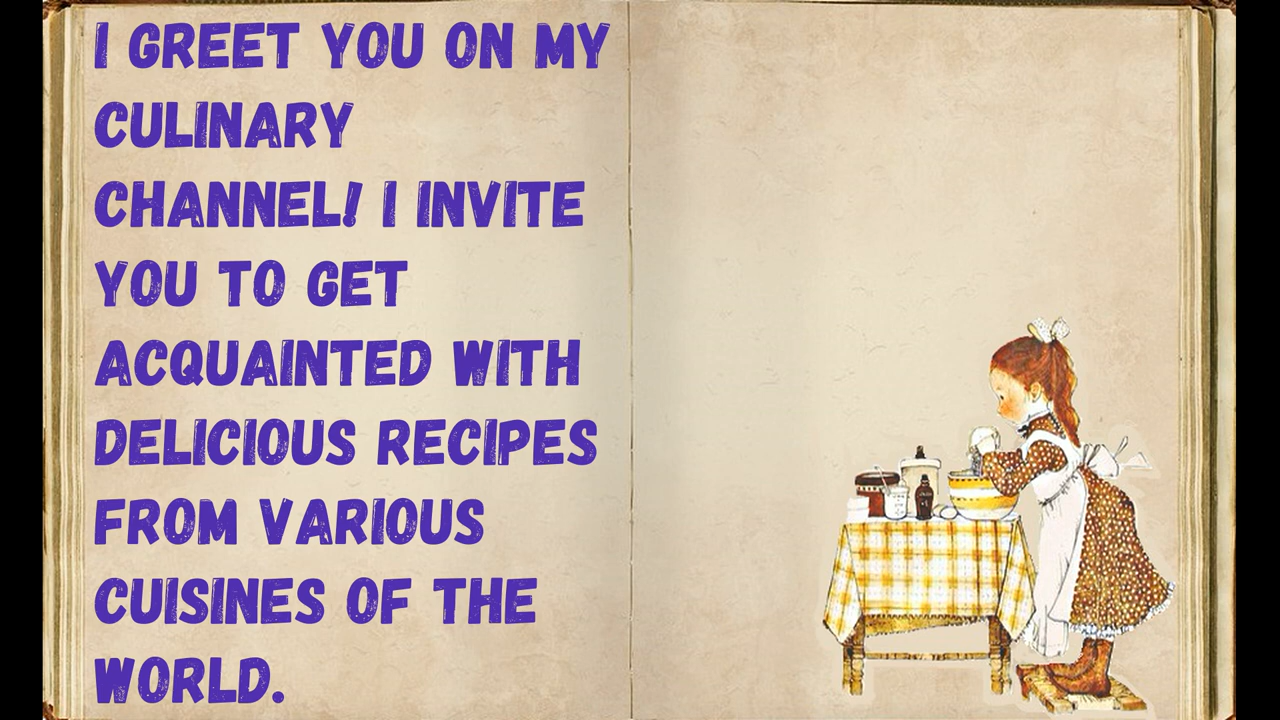 I GREET YOU ON MY
CULINARY
CHANNEL! I INVITE
YOU TO GET
ACQUAINTED WITH
DELICIOUS RECIPES
FROM VARIOUS
CUISINES OF THE
WORLD.